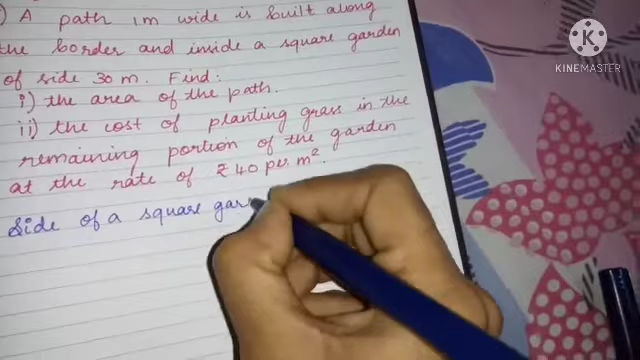 ) A path 1m wide is built along
the border and inside a square garden
of side 30 m. Find:
i) the area of the path.
ii) the cost of planting grass in the
remaining portion of the garden
at the rate of ₹ 40 per m².
Side of a square gar
KINEMASTER